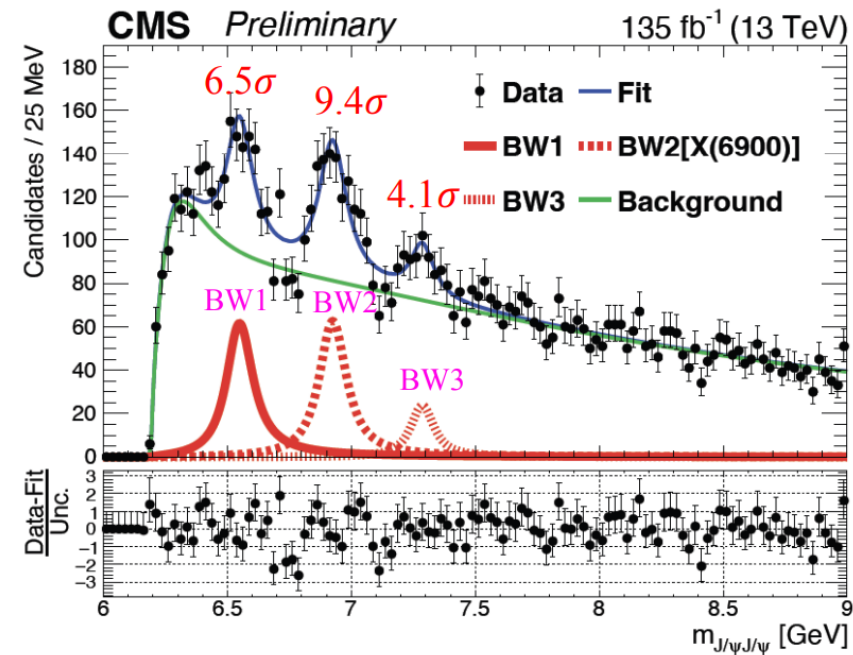 CMS Preliminary 135 fb⁻¹ (13 TeV)
Candidates / 25 MeV
180
160
140
120
100
80
60
40
20
0
6.5σ
9.4σ
4.1σ
Data
Fit
BW1
BW2[X(6900)]
BW3
Background
BW1
BW2
BW3
Data-Fit
Unc.
3
2
1
0
−1
−2
−3
6 6.5 7 7.5 8 8.5 9
m_J/ψJ/ψ [GeV]